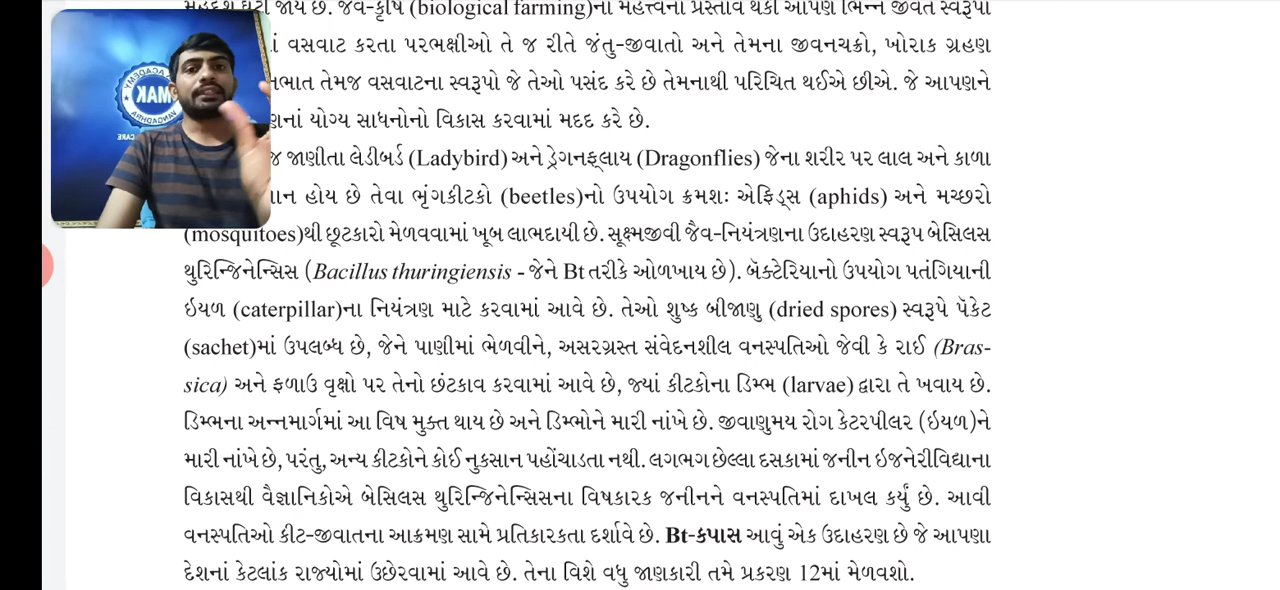 મહદંશે ઘટી જાય છે. જૈવ-કૃષિ (biological farming)ના મહત્ત્વના પ્રસ્તાવ થકી આપણે ભિન્ન જીવંત સ્વરૂપો
વસવાટ કરતા પરભક્ષીઓ તે જ રીતે જંતુ-જીવાતો અને તેમના જીવનચક્રો, ખોરાક ગ્રહણ
તેમજ વસવાટના સ્વરૂપો જે તેઓ પસંદ કરે છે તેમનાથી પરિચિત થઈએ છીએ. જે આપણને
યોગ્ય સાધનોનો વિકાસ કરવામાં મદદ કરે છે.
જ જાણીતા લેડીબર્ડ (Ladybird) અને ડ્રેગનફ્લાય (Dragonflies) જેના શરીર પર લાલ અને કાળા
હોય છે તેવા ભૃંગકીટકો (beetles)નો ઉપયોગ ક્રમશઃ એફિડ્સ (aphids) અને મચ્છરો
(mosquitoes)થી છૂટકારો મેળવવામાં ખૂબ લાભદાયી છે. સૂક્ષ્મજીવી જૈવ-નિયંત્રણના ઉદાહરણ સ્વરૂપ બેસિલસ
થુરિન્જિનેન્સિસ (Bacillus thuringiensis - જેને Bt તરીકે ઓળખાય છે). બૅક્ટેરિયાનો ઉપયોગ પતંગિયાની
ઇયળ (caterpillar)ના નિયંત્રણ માટે કરવામાં આવે છે. તેઓ શુષ્ક બીજાણુ (dried spores) સ્વરૂપે પૅકેટ
(sachet)માં ઉપલબ્ધ છે, જેને પાણીમાં ભેળવીને, અસરગ્રસ્ત સંવેદનશીલ વનસ્પતિઓ જેવી કે રાઈ (Bras-
sica) અને ફળાઉ વૃક્ષો પર તેનો છંટકાવ કરવામાં આવે છે, જ્યાં કીટકોના ડિમ્ભ (larvae) દ્વારા તે ખવાય છે.
ડિમ્ભના અન્નમાર્ગમાં આ વિષ મુક્ત થાય છે અને ડિમ્ભોને મારી નાંખે છે. જીવાણુમય રોગ કેટરપીલર (ઇયળ)ને
મારી નાંખે છે, પરંતુ, અન્ય કીટકોને કોઈ નુકસાન પહોંચાડતા નથી. લગભગ છેલ્લા દસકામાં જનીન ઇજનેરીવિદ્યાના
વિકાસથી વૈજ્ઞાનિકોએ બેસિલસ થુરિન્જિનેન્સિસના વિષકારક જનીનને વનસ્પતિમાં દાખલ કર્યું છે. આવી
વનસ્પતિઓ કીટ-જીવાતના આક્રમણ સામે પ્રતિકારકતા દર્શાવે છે. Bt-કપાસ આવું એક ઉદાહરણ છે જે આપણા
દેશનાં કેટલાંક રાજ્યોમાં ઉછેરવામાં આવે છે. તેના વિશે વધુ જાણકારી તમે પ્રકરણ 12માં મેળવશો.